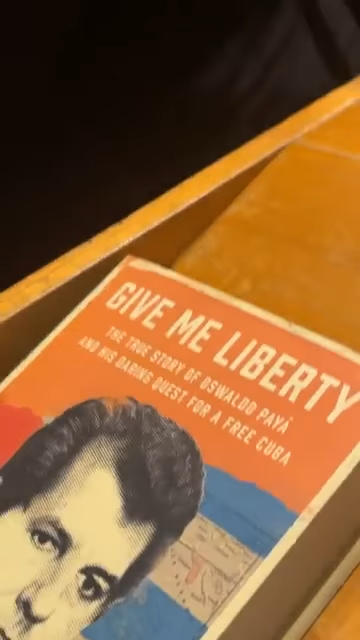 GIVE ME LIBERTY
THE TRUE STORY OF OSWALDO PAYÁ
AND HIS DARING QUEST FOR A FREE CUBA